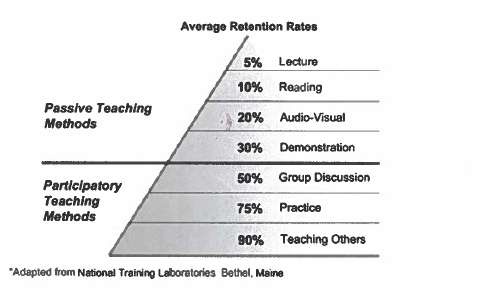 Average Retention Rates
5% Lecture
10% Reading
Passive Teaching
Methods
20% Audio-Visual
30% Demonstration
Participatory
Teaching
Methods
50% Group Discussion
75% Practice
90% Teaching Others
*Adapted from National Training Laboratories Bethel, Maine